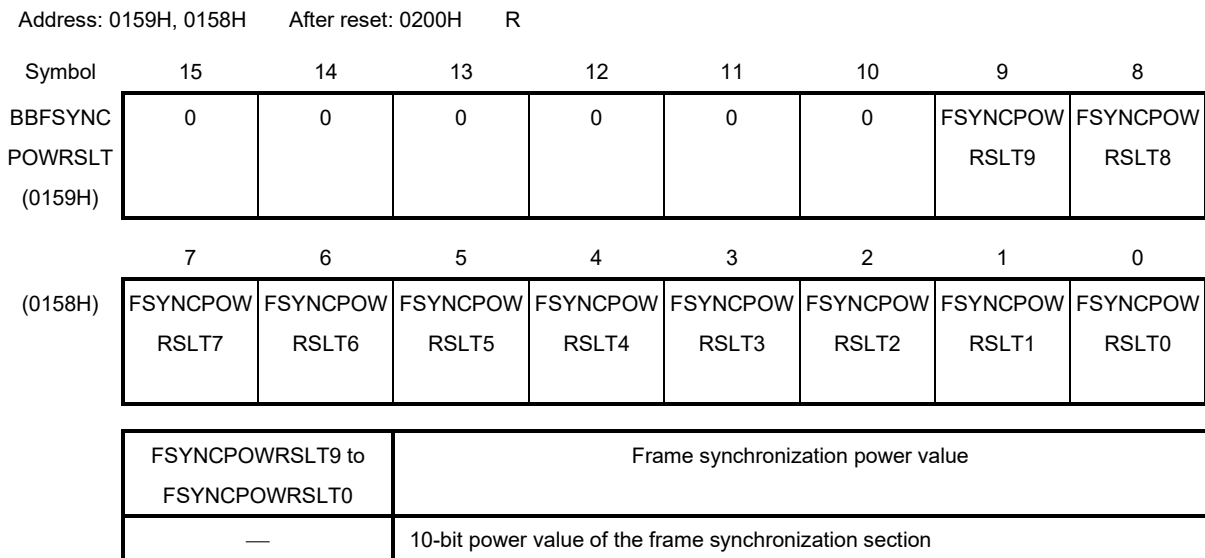 Address: 0159H, 0158H After reset: 0200H R
Symbol 15 14 13 12 11 10 9 8
BBFSYNC 0 0 0 0 0 0 FSYNCPOW FSYNCPOW
POWRSLT RSLT9 RSLT8
(0159H)
7 6 5 4 3 2 1 0
(0158H) FSYNCPOW FSYNCPOW FSYNCPOW FSYNCPOW FSYNCPOW FSYNCPOW FSYNCPOW FSYNCPOW
RSLT7 RSLT6 RSLT5 RSLT4 RSLT3 RSLT2 RSLT1 RSLT0
FSYNCPOWRSLT9 to Frame synchronization power value
FSYNCPOWRSLT0
— 10-bit power value of the frame synchronization section